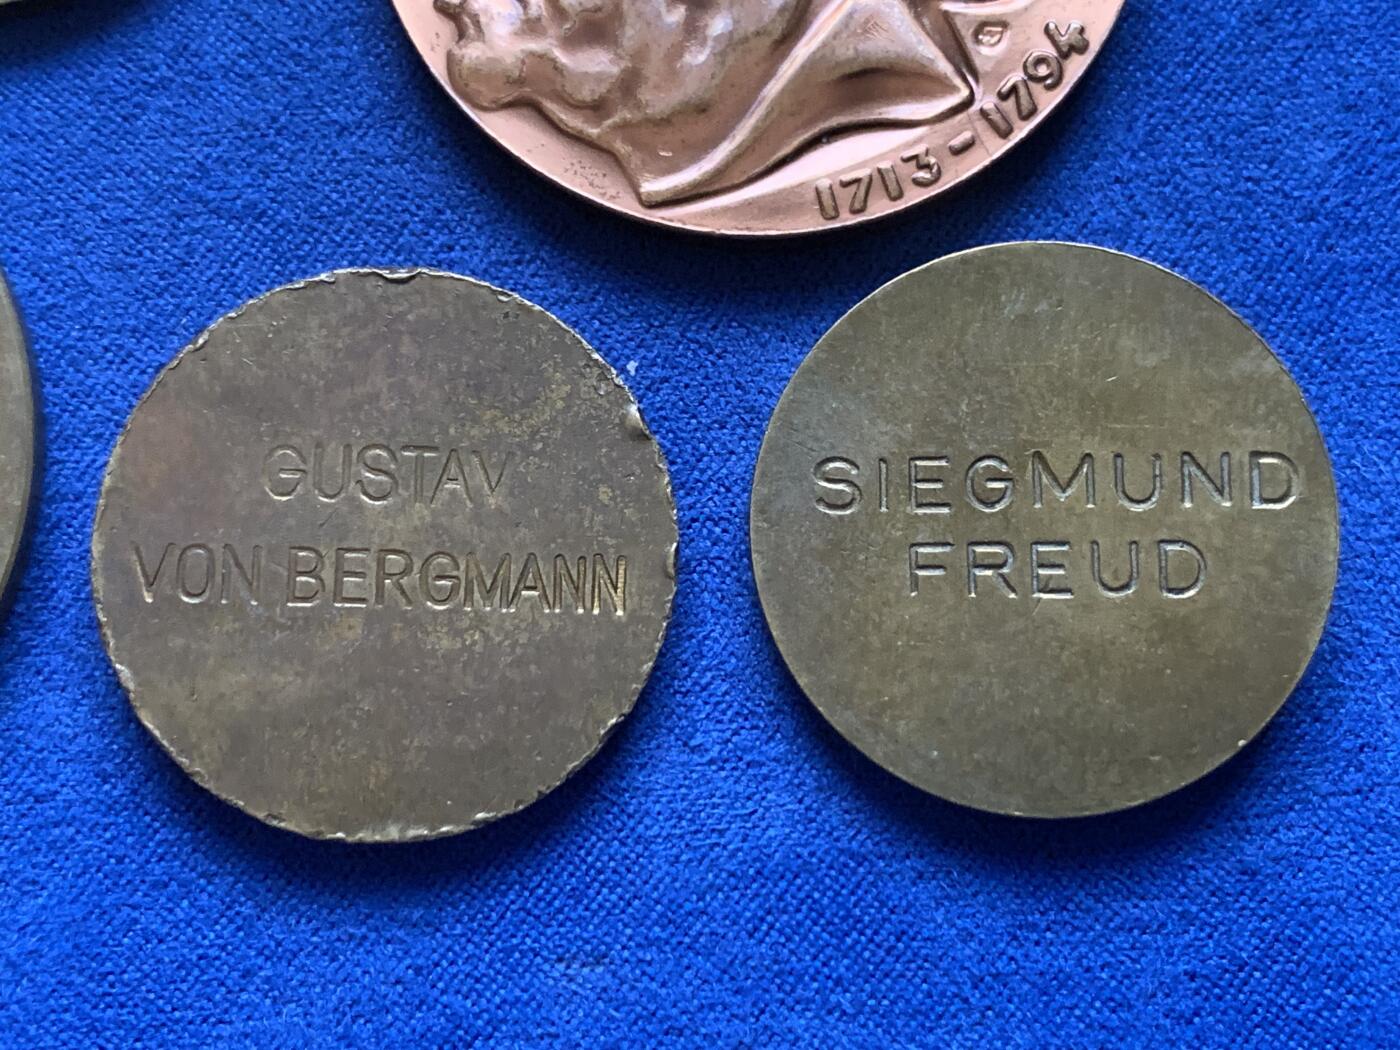 1713-1794
GUSTAV
VON BERGMANN
SIEGMUND
FREUD